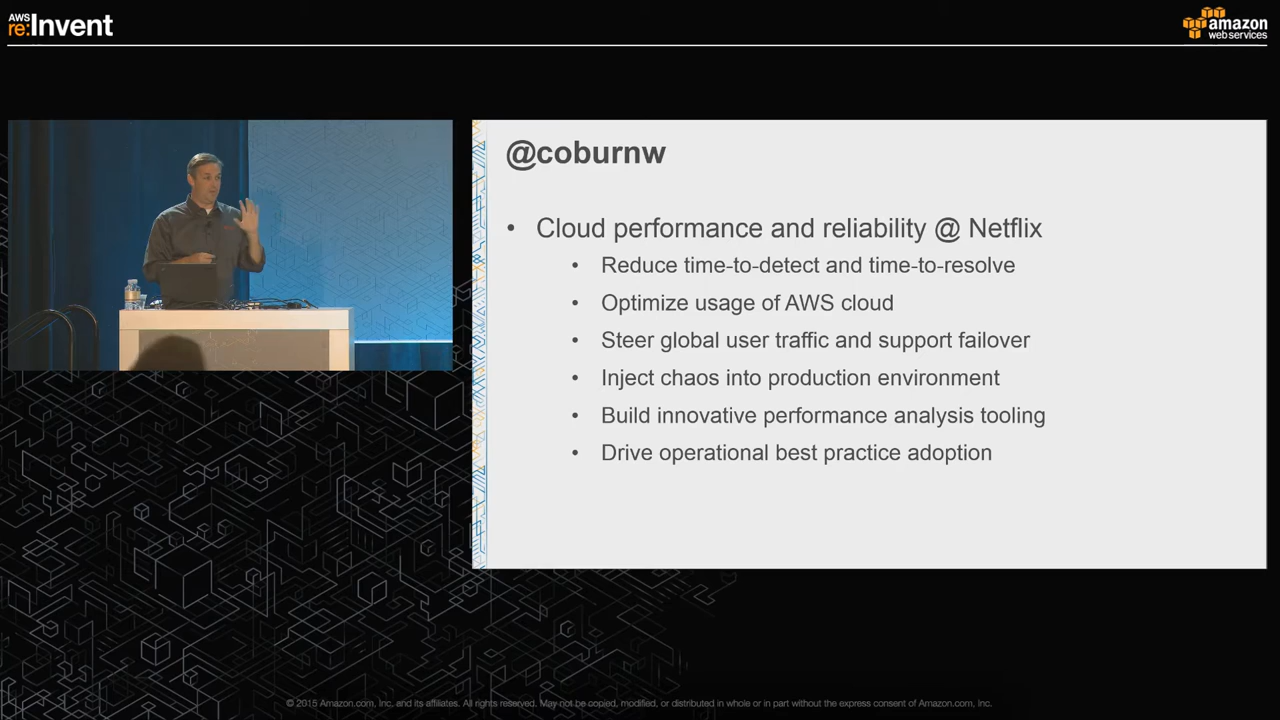 AWS
re:Invent
amazon
web services
@coburnw
• Cloud performance and reliability @ Netflix
• Reduce time-to-detect and time-to-resolve
• Optimize usage of AWS cloud
• Steer global user traffic and support failover
• Inject chaos into production environment
• Build innovative performance analysis tooling
• Drive operational best practice adoption
© 2015 Amazon.com, Inc. and its affiliates. All rights reserved. May not be copied, modified, or distributed in whole or in part without the express consent of Amazon.com, Inc.